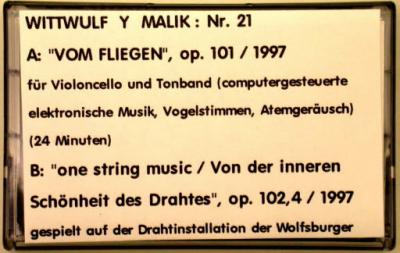 WITTWULF Y MALIK: Nr. 21
A: "VOM FLIEGEN", op. 101 / 1997
für Violoncello und Tonband (computergesteuerte
elektronische Musik, Vogelstimmen, Atemgeräusch)
(24 Minuten)
B: "one string music / Von der inneren
Schönheit des Drahtes", op. 102,4 / 1997
gespielt auf der Drahtinstallation der Wolfsburger